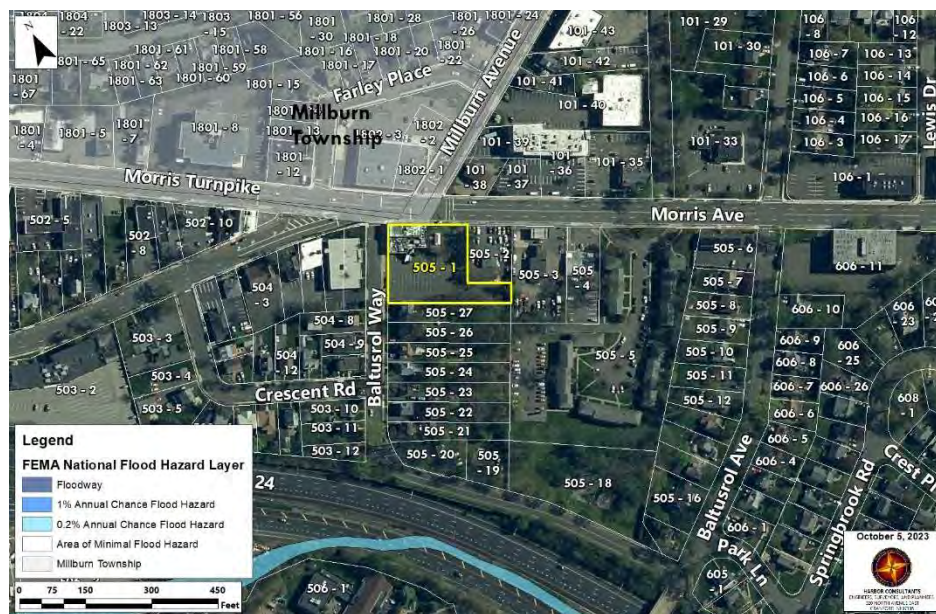 N
1804 - 22
1803 - 14
1803 - 15
1801 - 56
1801 - 30
1801 - 28
1801 - 18
1801 - 26
1801 - 24
101 - 43
101 - 29
106 - 8
106 - 12
1801 - 65
1801 - 61
1801 - 58
1801 - 62
1801 - 59
1801 - 16
1801 - 20
1801 - 22
101 - 42
101 - 30
106 - 7
106 - 13
1801 - 67
1801 - 63
1801 - 60
1801 - 15
1801 - 17
Farley Place
Millburn Avenue
101 - 41
106 - 6
106 - 14
Lewis Dr
1801 - 4
1801 - 5
1801 - 7
1801 - 8
1801 - 13
Millburn
Township
1802 - 3
1802 - 2
101 - 40
106 - 5
106 - 15
106 - 4
106 - 16
1801 - 12
1802 - 1
101 - 39
101 - 36
101 - 35
101 - 33
106 - 3
106 - 17
Morris Turnpike
101 - 38
101 - 37
106 - 1
502 - 5
502 - 8
502 - 10
Morris Ave
505 - 1
505 - 2
505 - 3
505 - 4
505 - 6
505 - 7
606 - 11
504 - 3
505 - 8
606 - 10
606 - 23
503 - 3
504 - 8
505 - 27
505 - 9
504 - 9
505 - 26
505 - 5
606 - 9
606 - 25
504 - 12
505 - 25
505 - 10
606 - 8
503 - 2
503 - 4
Crescent Rd
Baltusrol Way
505 - 24
505 - 11
606 - 7
606 - 26
608 - 1
503 - 5
503 - 10
505 - 23
505 - 12
606 - 6
503 - 11
505 - 22
503 - 12
505 - 21
606 - 5
505 - 20
505 - 19
606 - 4
505 - 18
505 - 16
Baltusrol Ave
Springbrook Rd
Crest Pl
606 - 1
Park Ln
605 - 1
506 - 1
24
Legend
FEMA National Flood Hazard Layer
Floodway
1% Annual Chance Flood Hazard
0.2% Annual Chance Flood Hazard
Area of Minimal Flood Hazard
Millburn Township
0 75 150 300 450
Feet
October 5, 2023
HARBOR CONSULTANTS
ENGINEERS, SURVEYORS, AND PLANNERS
320 NORTH AVENUE EAST
CRANFORD, NJ 07016